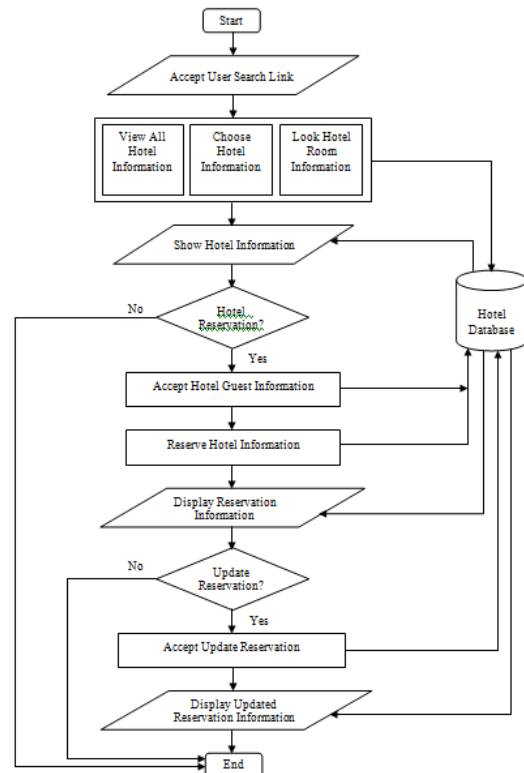 Start
Accept User Search Link
View All
Hotel
Information
Choose
Hotel
Information
Look Hotel
Room
Information
Show Hotel Information
Hotel
Database
No
Hotel
Reservation?
Yes
Accept Hotel Guest Information
Reserve Hotel Information
Display Reservation
Information
No
Update
Reservation?
Yes
Accept Update Reservation
Display Updated
Reservation Information
End